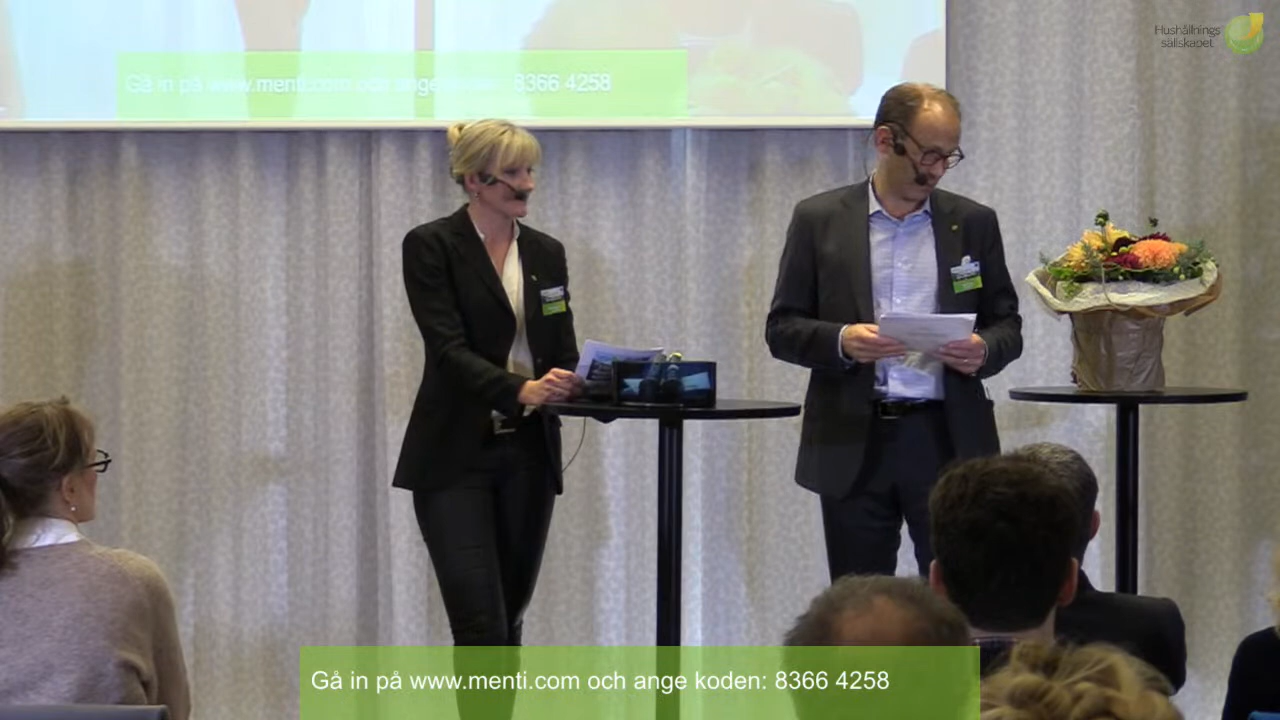 Hushållnings
sällskapet
Gå in på www.menti.com och ange 8366 4258
Gå in på www.menti.com och ange koden: 8366 4258